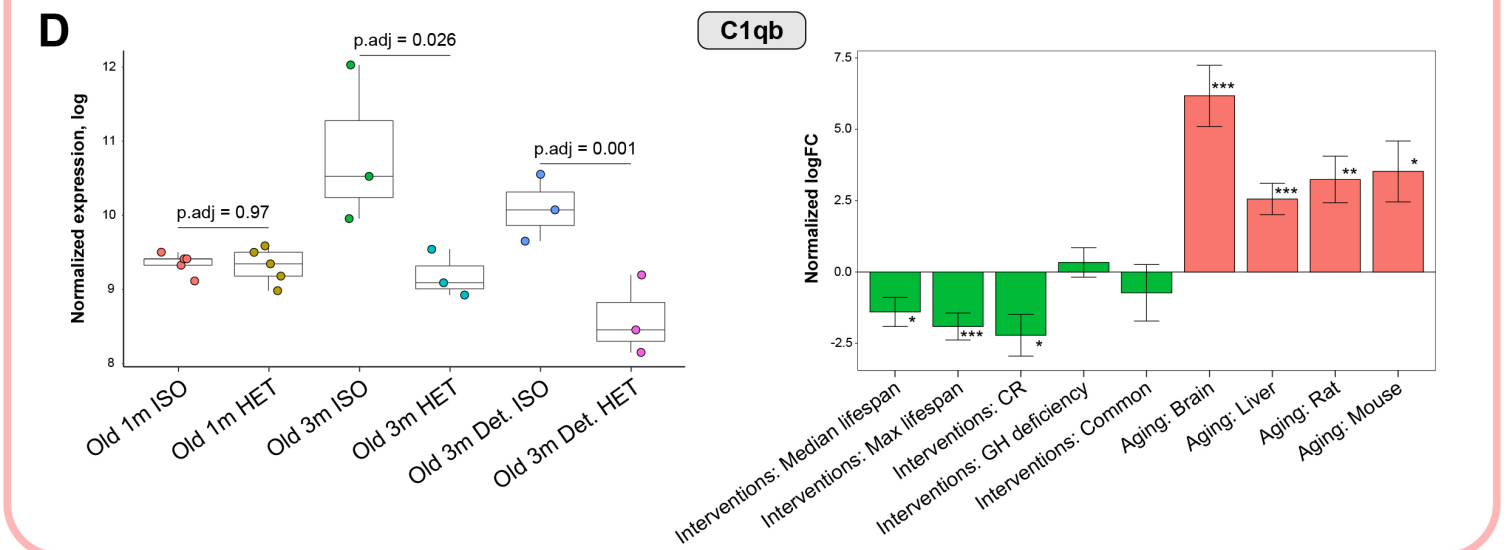 D
C1qb
p.adj = 0.026
p.adj = 0.001
p.adj = 0.97
Normalized expression, log
12
11
10
9
8
Old 1m ISO
Old 1m HET
Old 3m ISO
Old 3m HET
Old 3m Det. ISO
Old 3m Det. HET
Normalized logFC
7.5
5.0
2.5
0.0
-2.5
*
***
*
***
***
**
*
Interventions: Median lifespan
Interventions: Max lifespan
Interventions: CR
Interventions: GH deficiency
Interventions: Common
Aging: Brain
Aging: Liver
Aging: Rat
Aging: Mouse